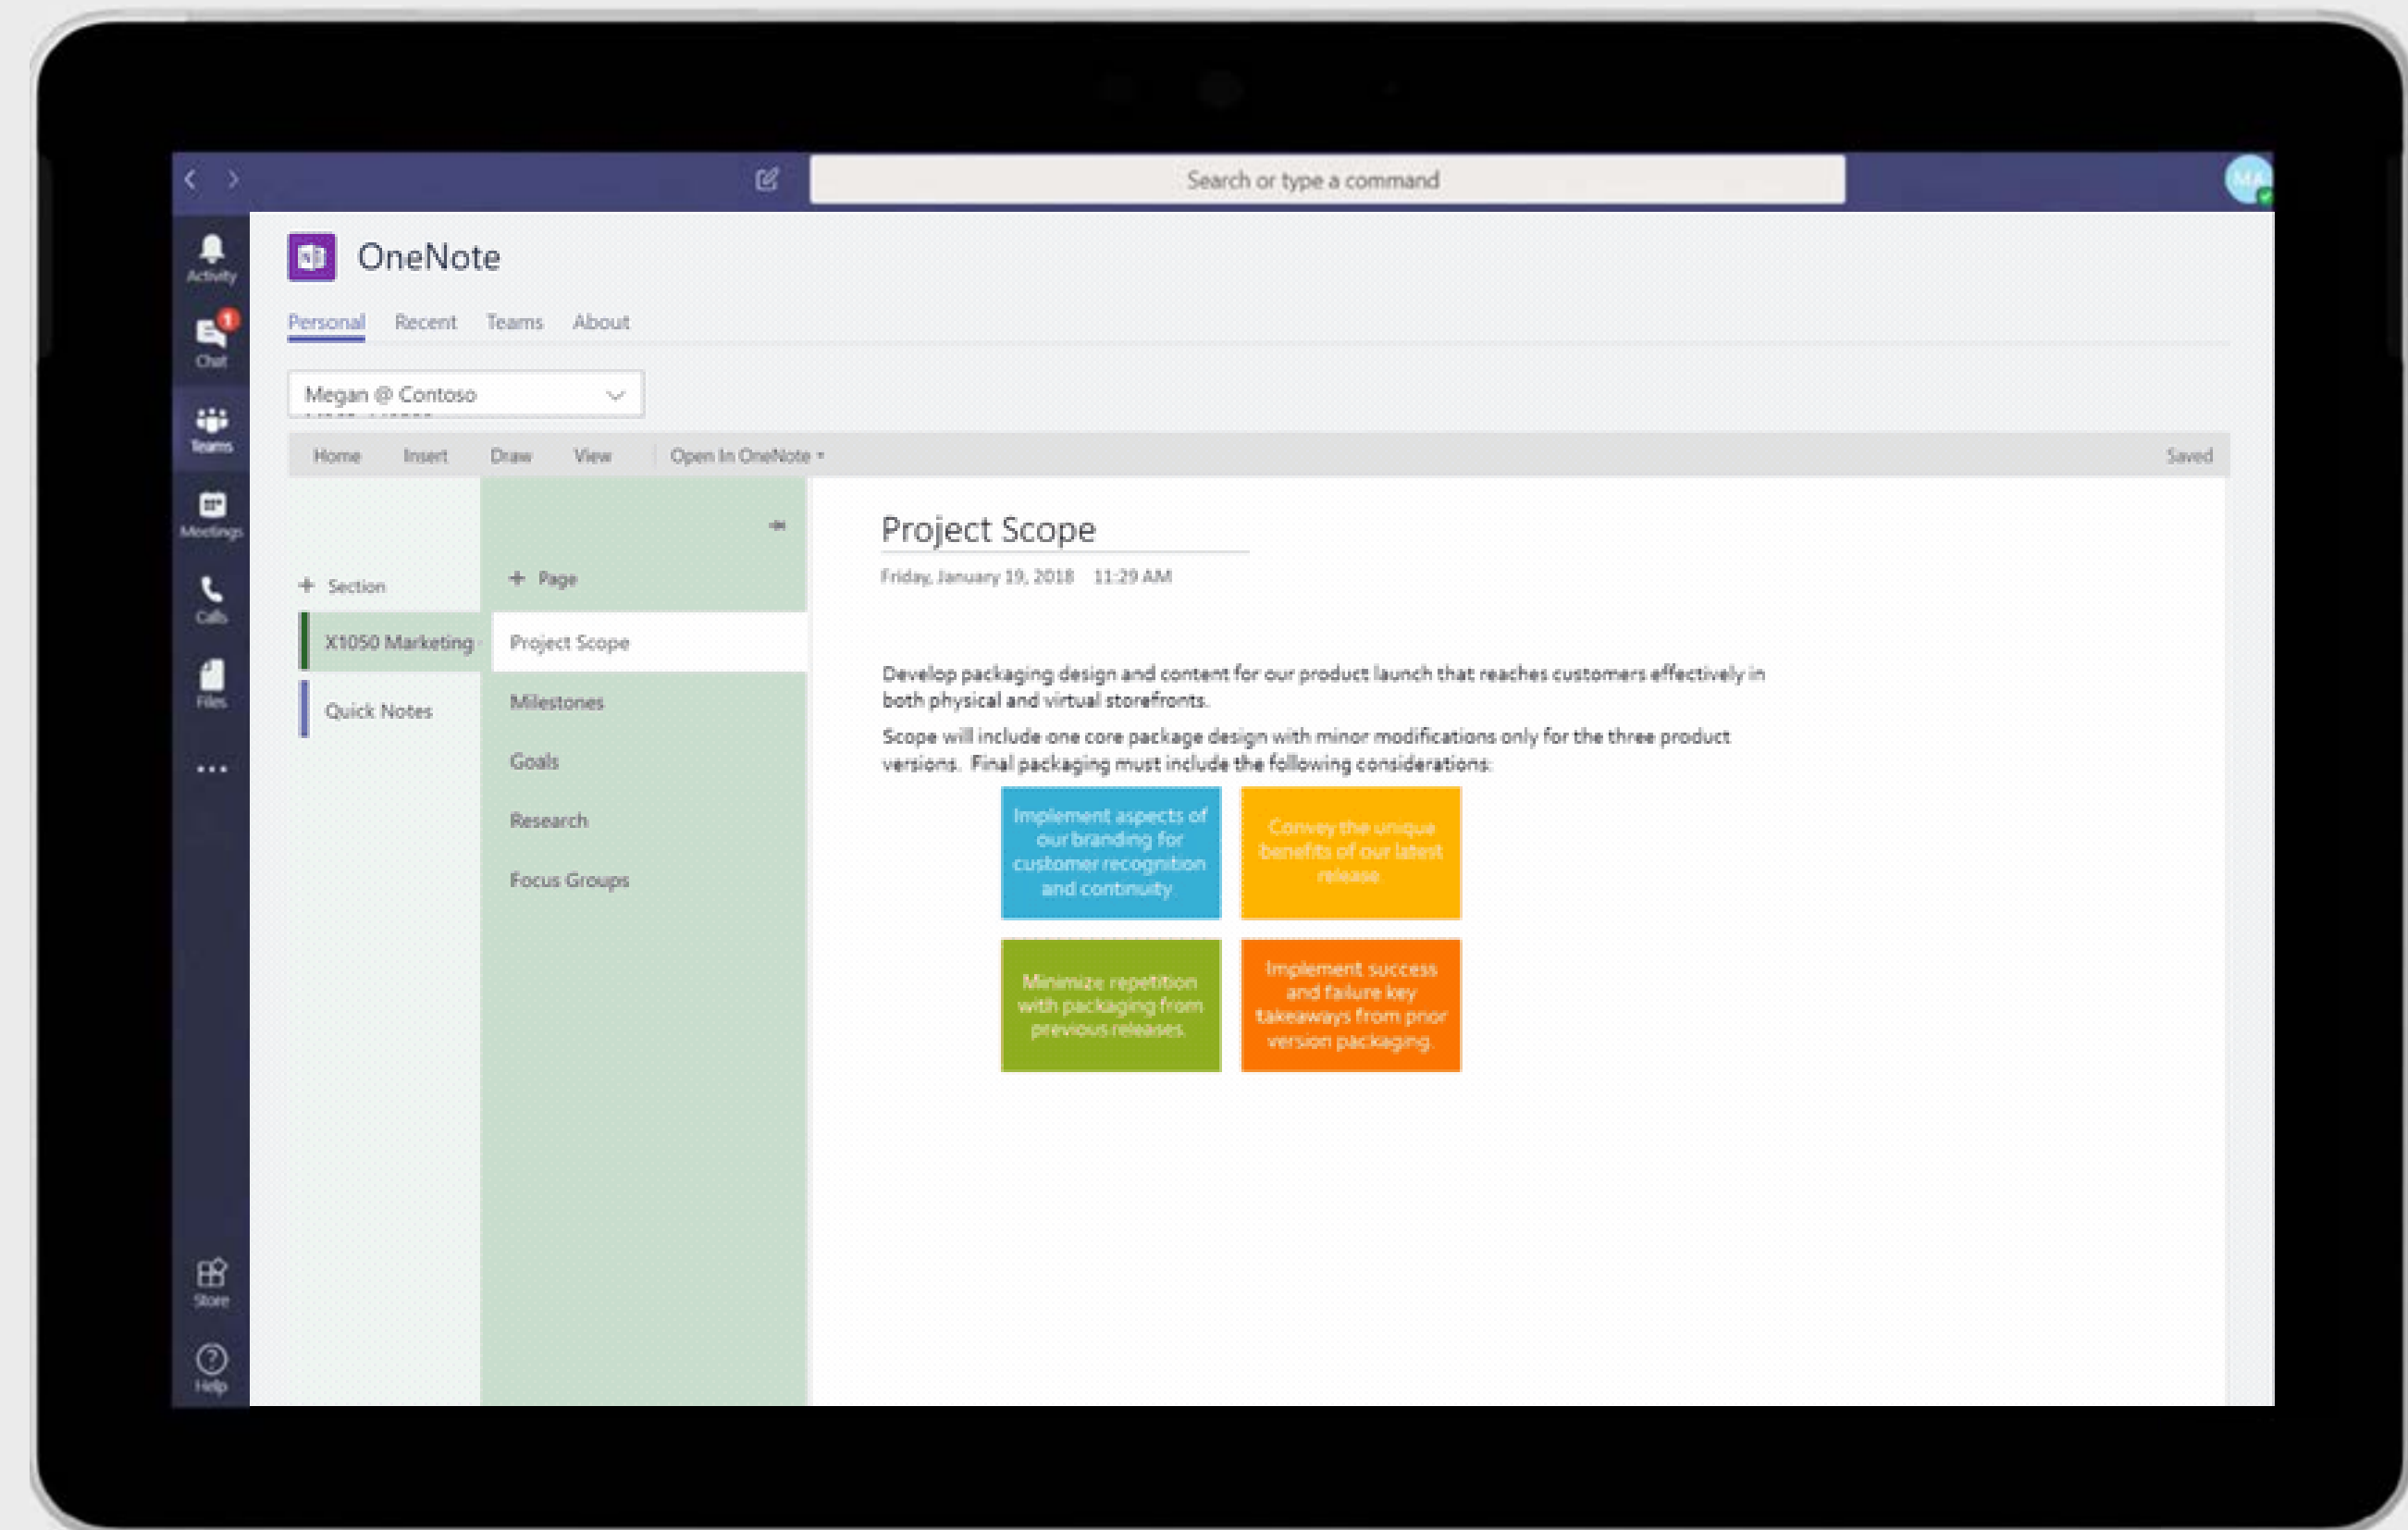 Search or type a command
MA
Activity
1
Chat
Teams
Meetings
Calls
Files
Store
Help
OneNote
Personal Recent Teams About
Megan @ Contoso
Home Insert Draw View Open In OneNote Saved
+ Section
X1050 Marketing
Quick Notes
+ Page
Project Scope
Milestones
Goals
Research
Focus Groups
Project Scope
Friday, January 19, 2018 11:29 AM
Develop packaging design and content for our product launch that reaches customers effectively in
both physical and virtual storefronts.
Scope will include one core package design with minor modifications only for the three product
versions. Final packaging must include the following considerations:
Implement aspects of
our branding for
customer recognition
and continuity
Convey the unique
benefits of our latest
release
Minimize repetition
with packaging from
previous releases.
Implement success
and failure key
takeaways from prior
version packaging.